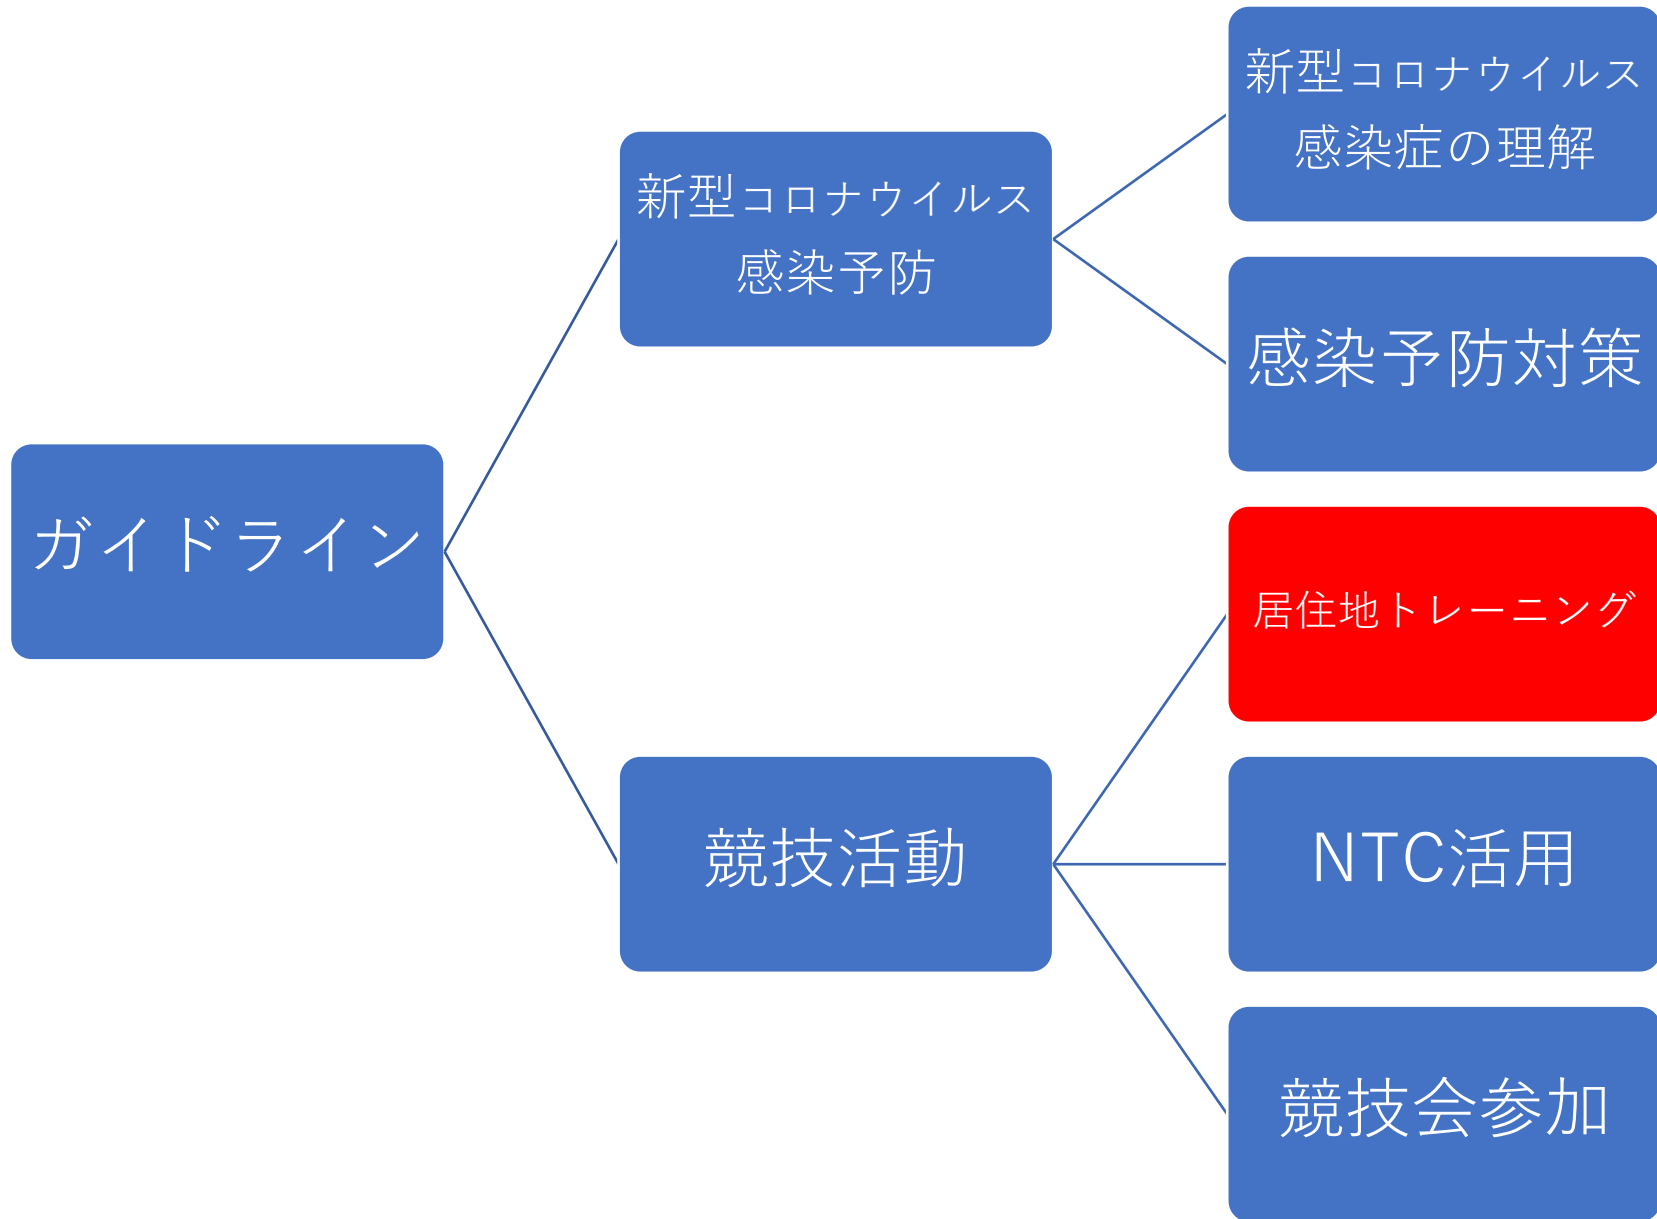 ガイドライン
新型コロナウイルス
感染予防
新型コロナウイルス
感染症の理解
感染予防対策
競技活動
居住地トレーニング
NTC活用
競技会参加